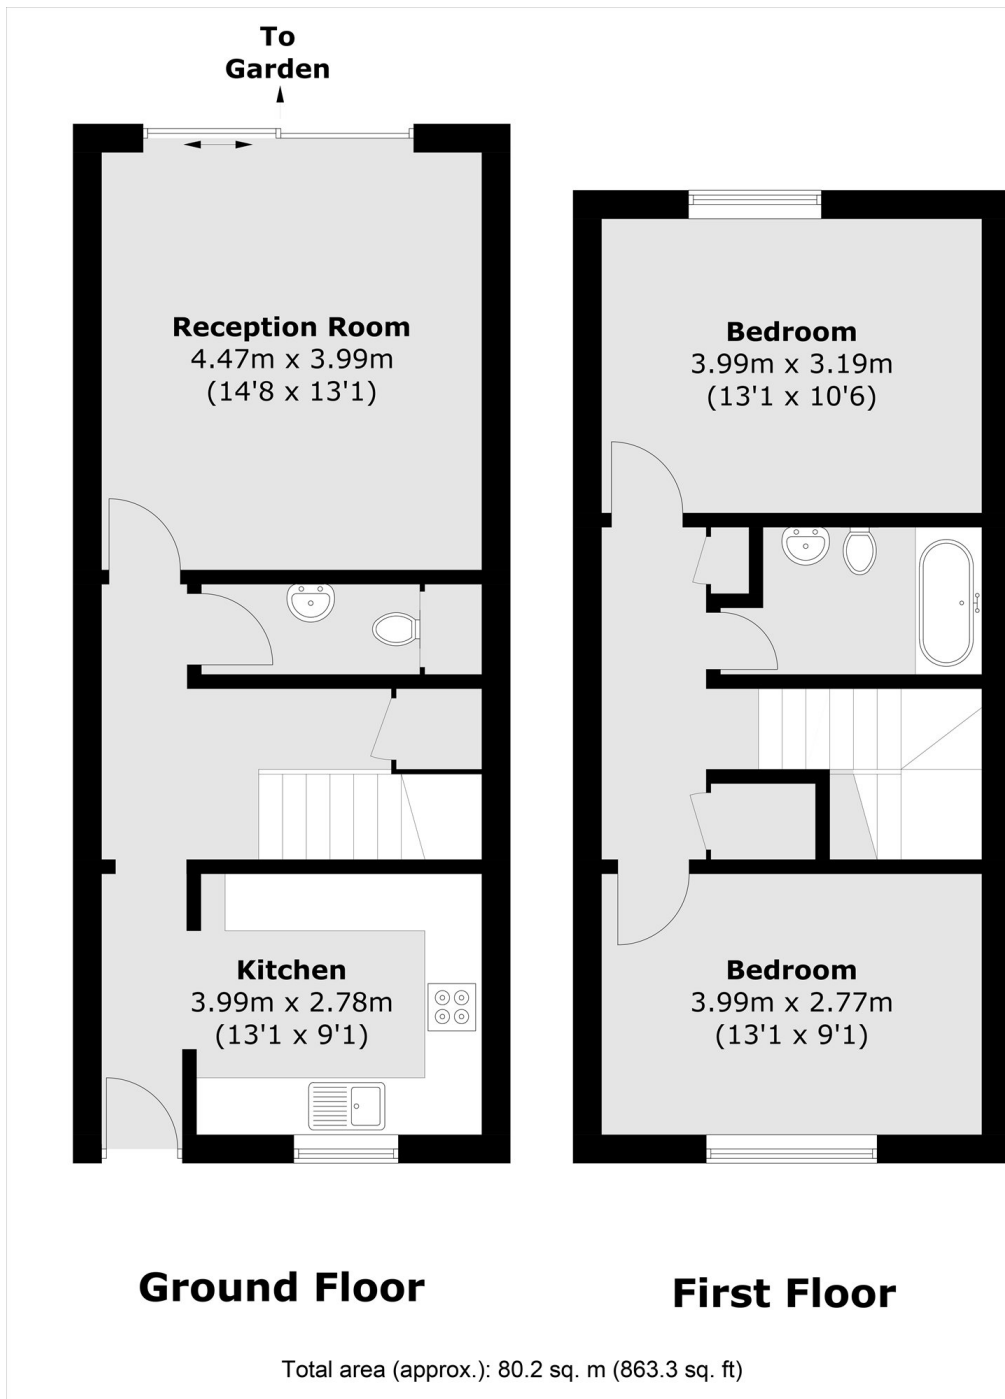 To
Garden
Reception Room
4.47m x 3.99m
(14'8 x 13'1)
Bedroom
3.99m x 3.19m
(13'1 x 10'6)
Kitchen
3.99m x 2.78m
(13'1 x 9'1)
Bedroom
3.99m x 2.77m
(13'1 x 9'1)
Ground Floor
First Floor
Total area (approx.): 80.2 sq. m (863.3 sq. ft)